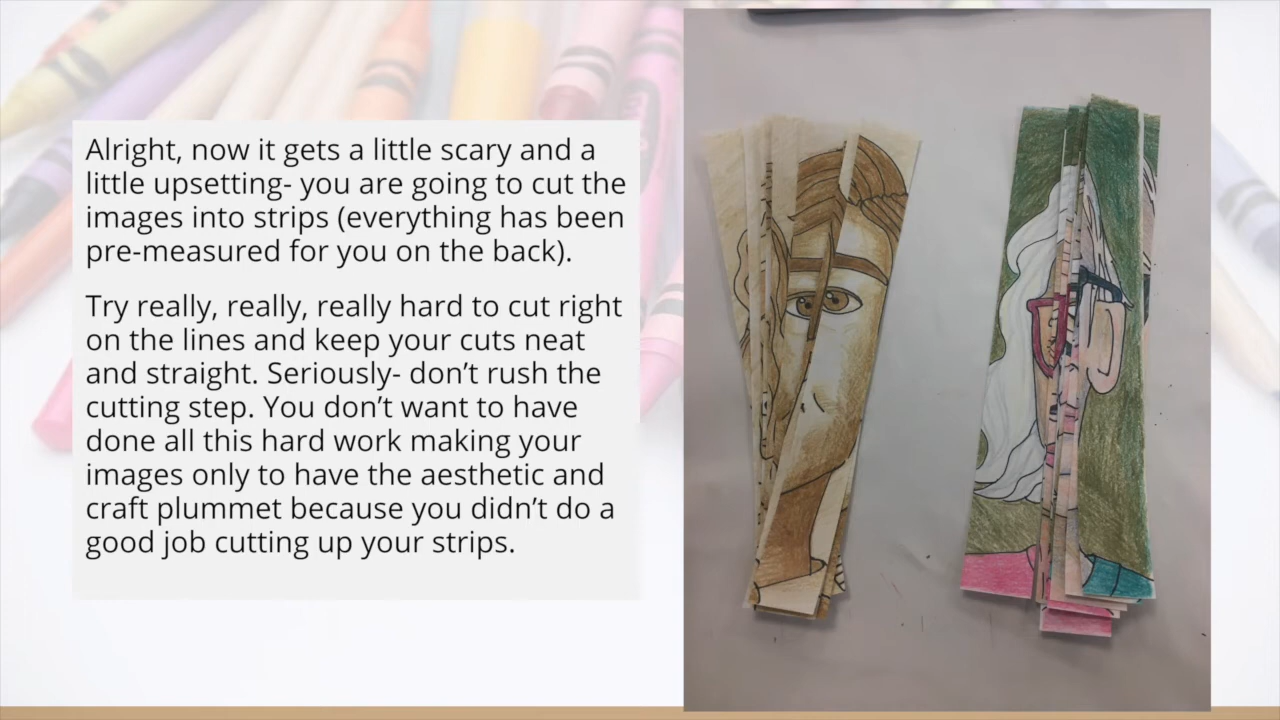 Alright, now it gets a little scary and a
little upsetting- you are going to cut the
images into strips (everything has been
pre-measured for you on the back).
Try really, really, really hard to cut right
on the lines and keep your cuts neat
and straight. Seriously- don’t rush the
cutting step. You don’t want to have
done all this hard work making your
images only to have the aesthetic and
craft plummet because you didn’t do a
good job cutting up your strips.